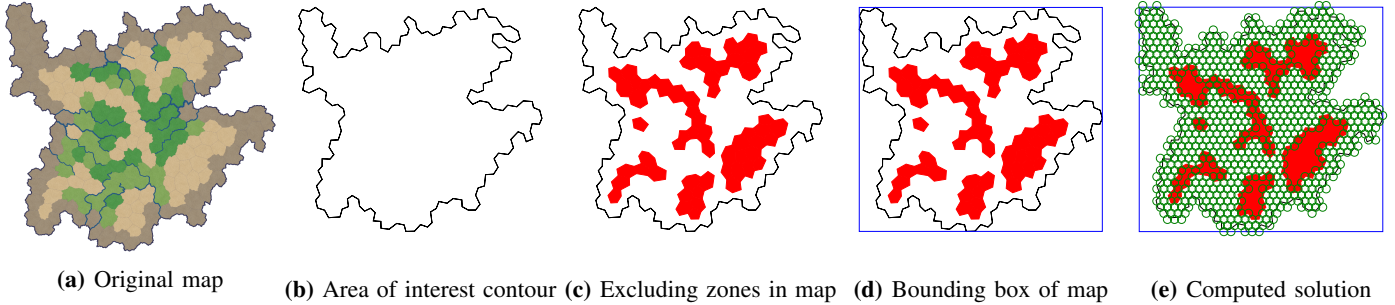 (a) Original map
(b) Area of interest contour
(c) Excluding zones in map
(d) Bounding box of map
(e) Computed solution